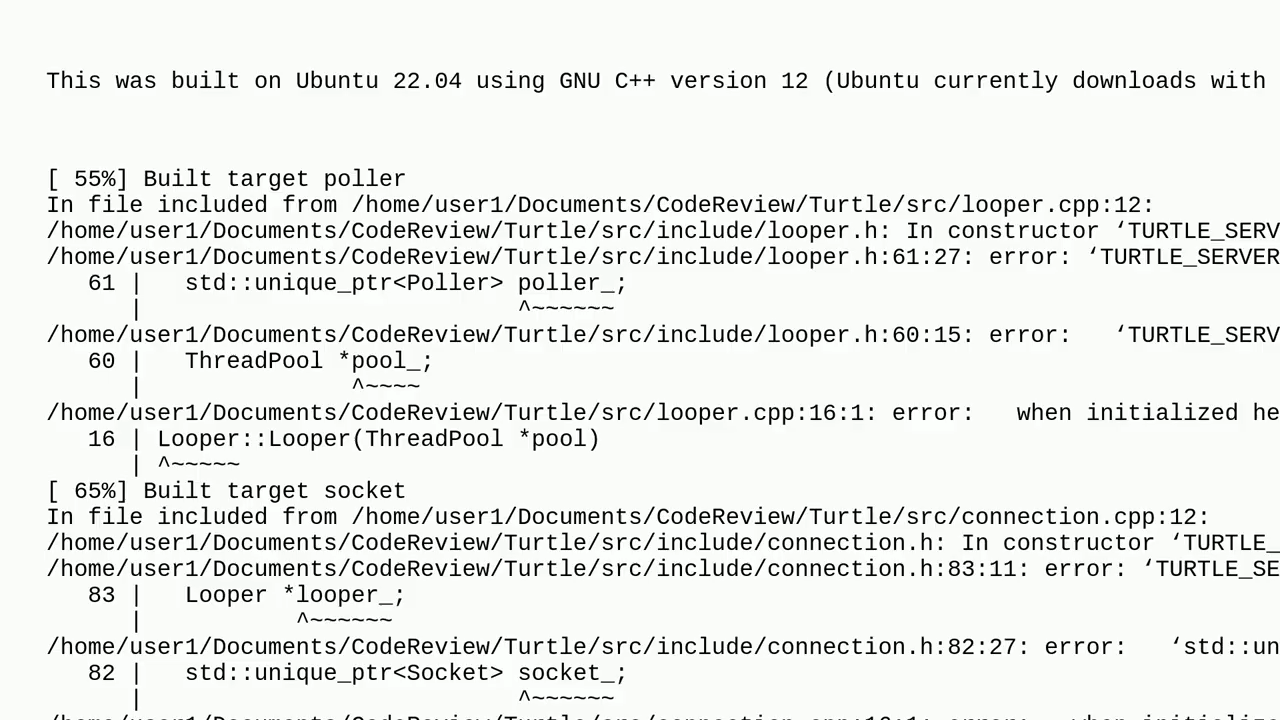 This was built on Ubuntu 22.04 using GNU C++ version 12 (Ubuntu currently downloads with
[ 55%] Built target poller
In file included from /home/user1/Documents/CodeReview/Turtle/src/looper.cpp:12:
/home/user1/Documents/CodeReview/Turtle/src/include/looper.h: In constructor ‘TURTLE_SERV
/home/user1/Documents/CodeReview/Turtle/src/include/looper.h:61:27: error: ‘TURTLE_SERVER
   61 |   std::unique_ptr<Poller> poller_;
      |                           ^~~~~~~
/home/user1/Documents/CodeReview/Turtle/src/include/looper.h:60:15: error:   ‘TURTLE_SERV
   60 |   ThreadPool *pool_;
      |               ^~~~~
/home/user1/Documents/CodeReview/Turtle/src/looper.cpp:16:1: error:   when initialized he
   16 | Looper::Looper(ThreadPool *pool)
      | ^~~~~~
[ 65%] Built target socket
In file included from /home/user1/Documents/CodeReview/Turtle/src/connection.cpp:12:
/home/user1/Documents/CodeReview/Turtle/src/include/connection.h: In constructor ‘TURTLE_
/home/user1/Documents/CodeReview/Turtle/src/include/connection.h:83:11: error: ‘TURTLE_SE
   83 |   Looper *looper_;
      |           ^~~~~~~
/home/user1/Documents/CodeReview/Turtle/src/include/connection.h:82:27: error:   ‘std::un
   82 |   std::unique_ptr<Socket> socket_;
      |                           ^~~~~~~